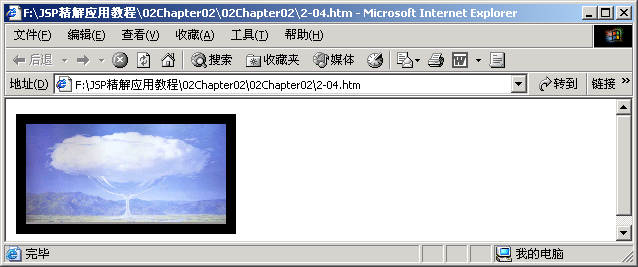 F:\JSP精解应用教程\02Chapter02\02Chapter02\2-04.htm - Microsoft Internet Explorer
文件(F) 编辑(E) 查看(V) 收藏(A) 工具(T) 帮助(H)
后退 搜索 收藏夹 媒体
地址(D) F:\JSP精解应用教程\02Chapter02\02Chapter02\2-04.htm 转到 链接 »
完毕 我的电脑